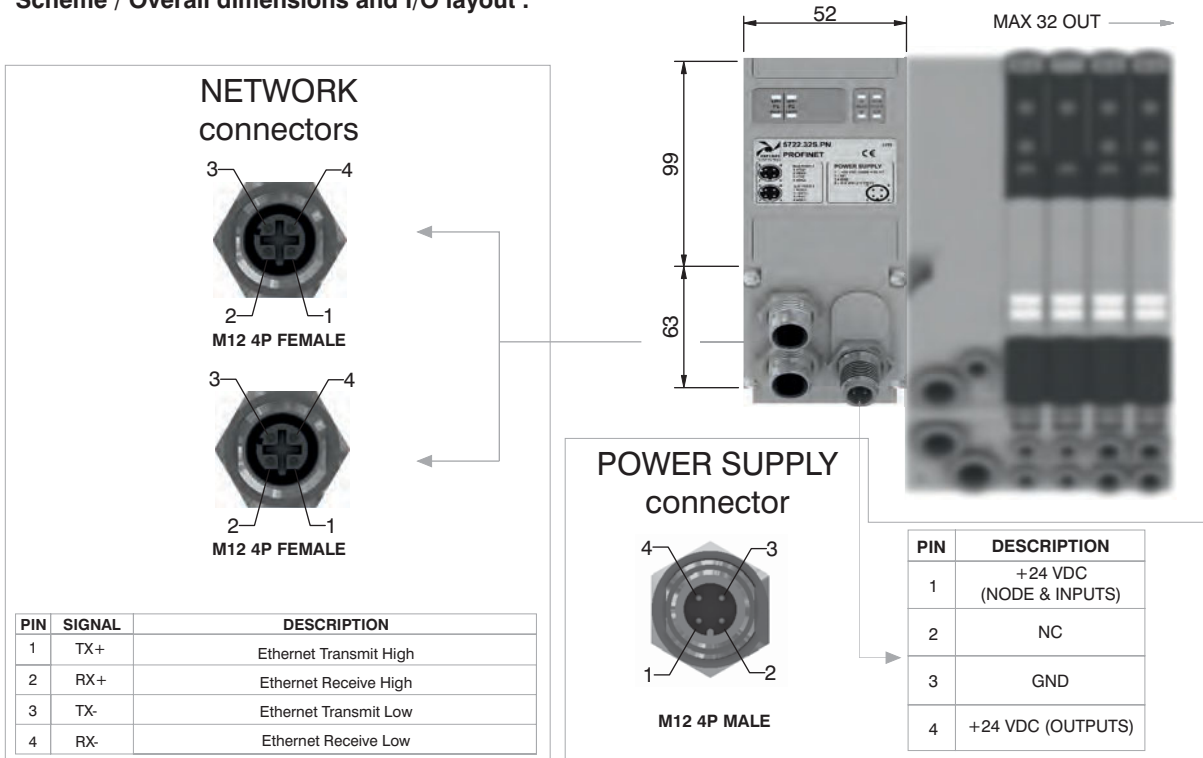 Scheme / Overall dimensions and I/O layout :
52
MAX 32 OUT
99
63
5722.32S.PN
PROFINET
POWER SUPPLY
NETWORK
connectors
3
4
2
1
M12 4P FEMALE
3
4
2
1
M12 4P FEMALE
PIN SIGNAL DESCRIPTION
1 TX+ Ethernet Transmit High
2 RX+ Ethernet Receive High
3 TX- Ethernet Transmit Low
4 RX- Ethernet Receive Low
POWER SUPPLY
connector
4
3
1
2
M12 4P MALE
PIN DESCRIPTION
1 +24 VDC
(NODE & INPUTS)
2 NC
3 GND
4 +24 VDC (OUTPUTS)